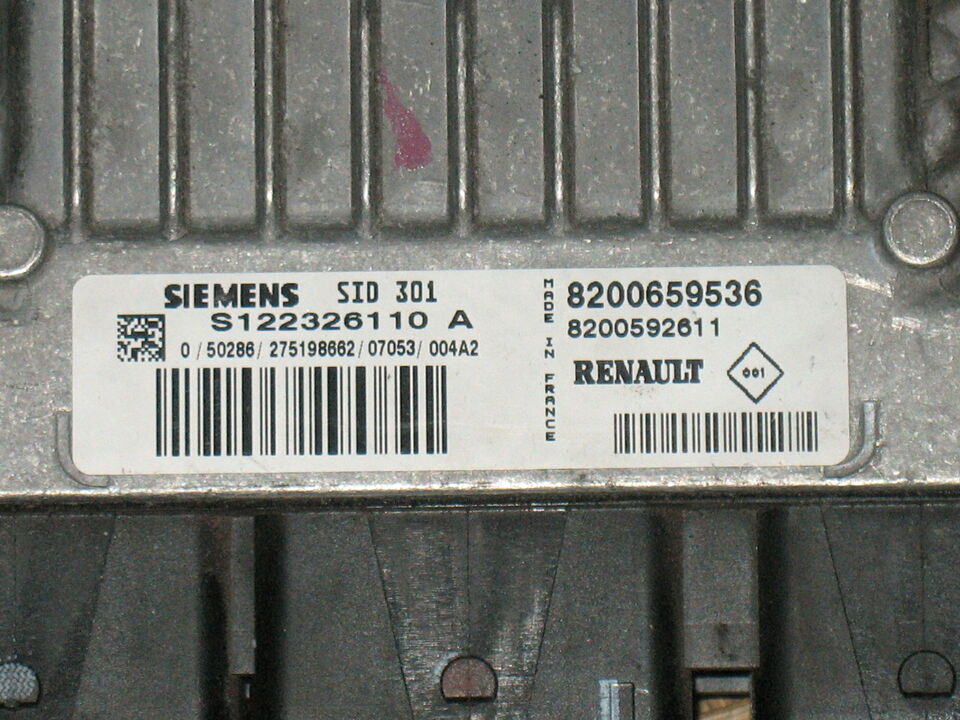 SIEMENS SID 301
S122326110 A
0 / 50286 / 275198662 / 07053 / 004A2
MADE IN FRANCE
8200659536
8200592611
RENAULT 001